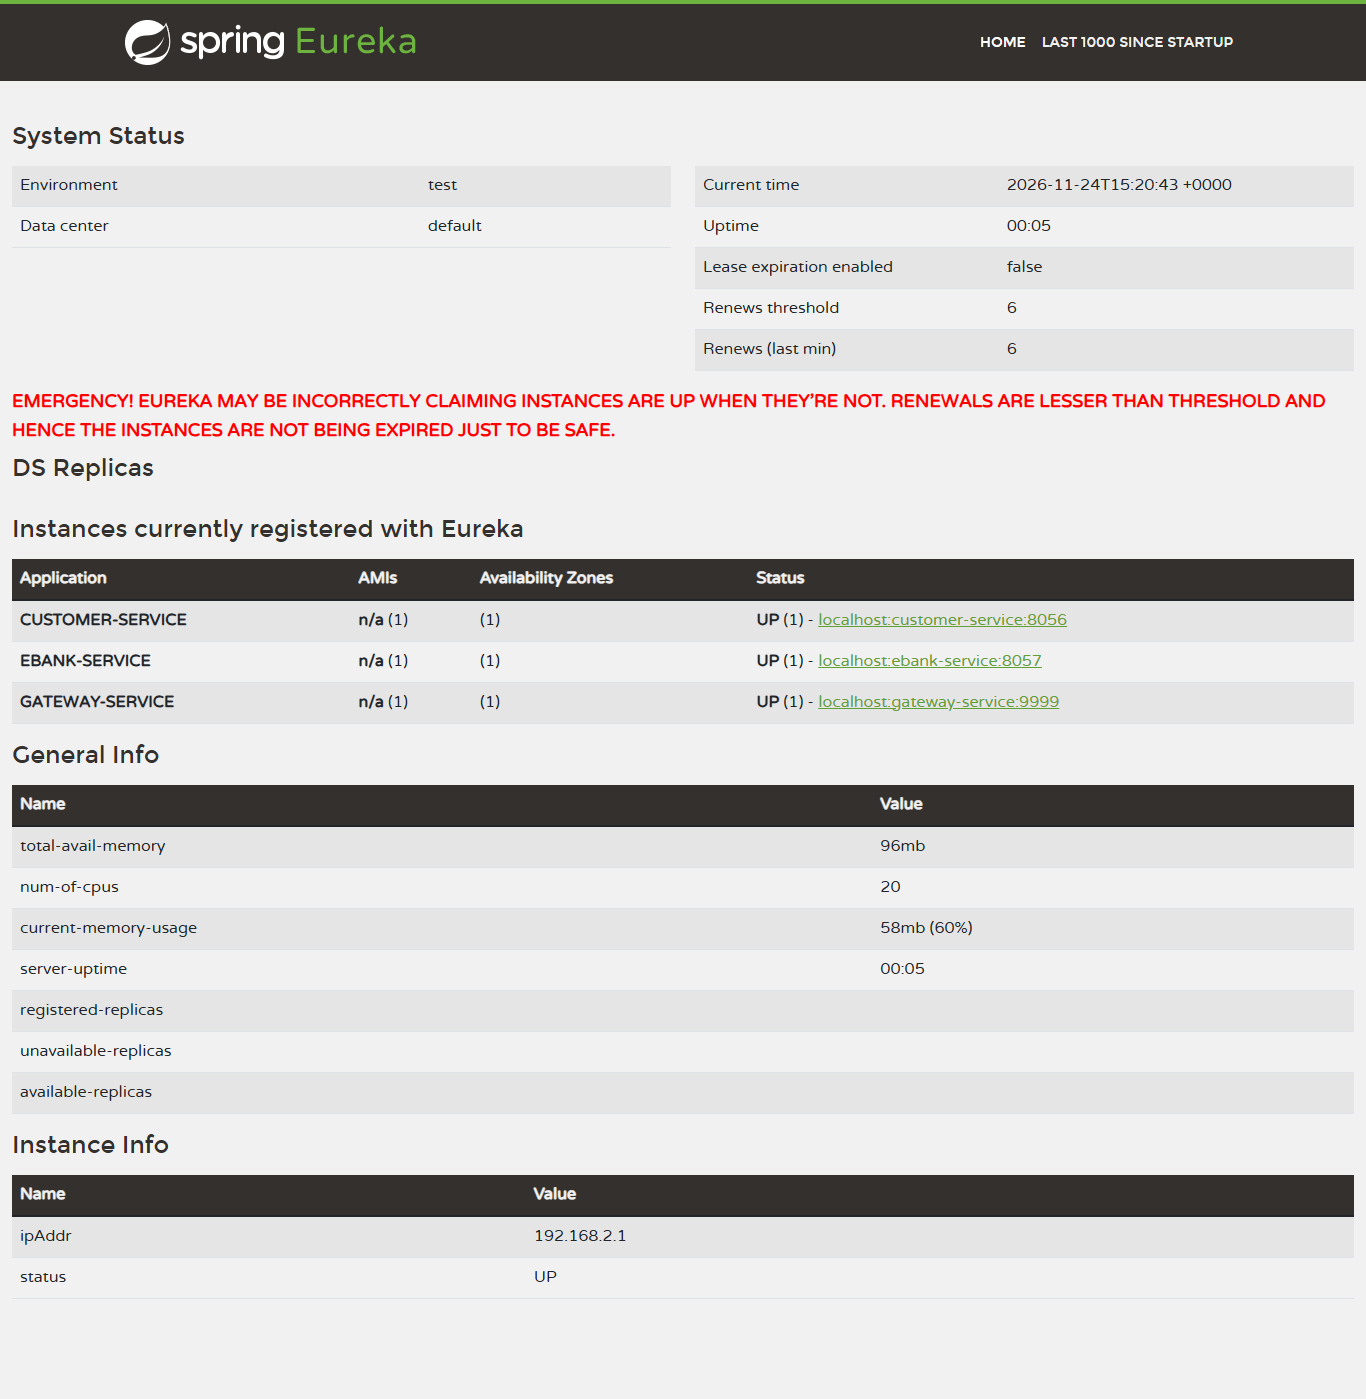 spring Eureka
HOME LAST 1000 SINCE STARTUP
System Status
Environment test
Data center default
Current time 2026-11-24T15:20:43 +0000
Uptime 00:05
Lease expiration enabled false
Renews threshold 6
Renews (last min) 6
EMERGENCY! EUREKA MAY BE INCORRECTLY CLAIMING INSTANCES ARE UP WHEN THEY'RE NOT. RENEWALS ARE LESSER THAN THRESHOLD AND
HENCE THE INSTANCES ARE NOT BEING EXPIRED JUST TO BE SAFE.
DS Replicas
Instances currently registered with Eureka
Application AMIs Availability Zones Status
CUSTOMER-SERVICE n/a (1) (1) UP (1) - localhost:customer-service:8056
EBANK-SERVICE n/a (1) (1) UP (1) - localhost:ebank-service:8057
GATEWAY-SERVICE n/a (1) (1) UP (1) - localhost:gateway-service:9999
General Info
Name Value
total-avail-memory 96mb
num-of-cpus 20
current-memory-usage 58mb (60%)
server-uptime 00:05
registered-replicas
unavailable-replicas
available-replicas
Instance Info
Name Value
ipAddr 192.168.2.1
status UP